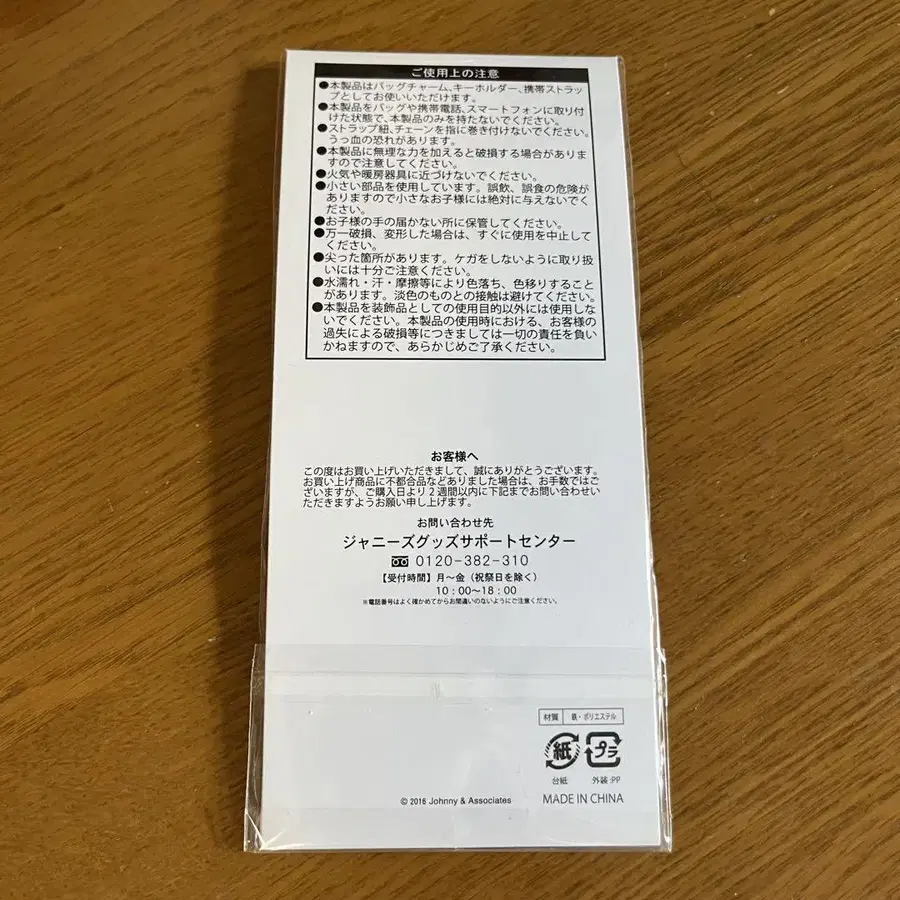 ご使用上の注意
●本製品はバッグチャーム、キーホルダー、携帯ストラッ
プとしてお使いいただけます。
●本製品をバッグや携帯電話、スマートフォンに取り付
けた状態で、本製品のみを持たないでください。
●ストラップ紐、チェーンを指に巻き付けないでください。
うっ血の恐れがあります。
●本製品に無理な力を加えると破損する場合がありま
すので注意してください。
●火気や暖房器具に近づけないでください。
●小さい部品を使用しています。誤飲、誤食の危険が
ありますので小さなお子様には絶対に与えないでく
ださい。
●お子様の手の届かない所に保管してください。
●万一破損、変形した場合は、すぐに使用を中止して
ください。
●尖った箇所があります。ケガをしないように取り扱
いには十分ご注意ください。
●水濡れ・汗・摩擦等により色落ち、色移りすること
があります。淡色のものとの接触は避けてください。
●本製品を装飾品としての使用目的以外には使用しな
いでください。本製品の使用時における、お客様の
過失による破損等につきましては一切の責任を負い
かねますので、あらかじめご了承ください。
お客様へ
この度はお買い上げいただきまして、誠にありがとうございます。
お買い上げ商品に不都合品などありました場合は、お手数ではご
ざいますが、ご購入日より2週間以内に下記までお問い合わせい
ただきますようお願い申し上げます。
お問い合わせ先
ジャニーズグッズサポートセンター
0120-382-310
【受付時間】月～金（祝祭日を除く）
10：00～18：00
※電話番号はよく確かめてからお間違いのないようにご注意ください。
材質 鉄・ポリエステル
紙 プラ
台紙 外装:PP
© 2016 Johnny & Associates MADE IN CHINA